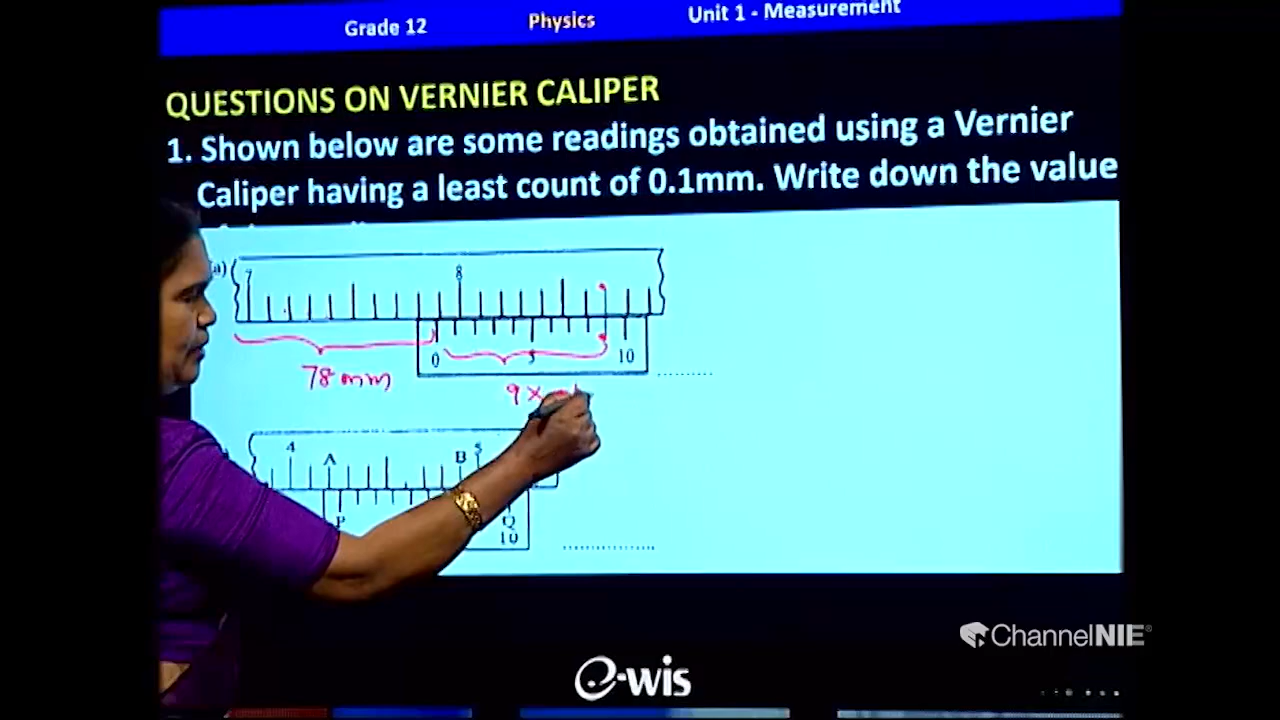 Grade 12 Physics Unit 1 - Measurement
QUESTIONS ON VERNIER CALIPER
1. Shown below are some readings obtained using a Vernier
Caliper having a least count of 0.1mm. Write down the value
7 8
0 5 10
78 mm
9 X
4 A B 5
P Q
10
ChannelNIE
e-wis